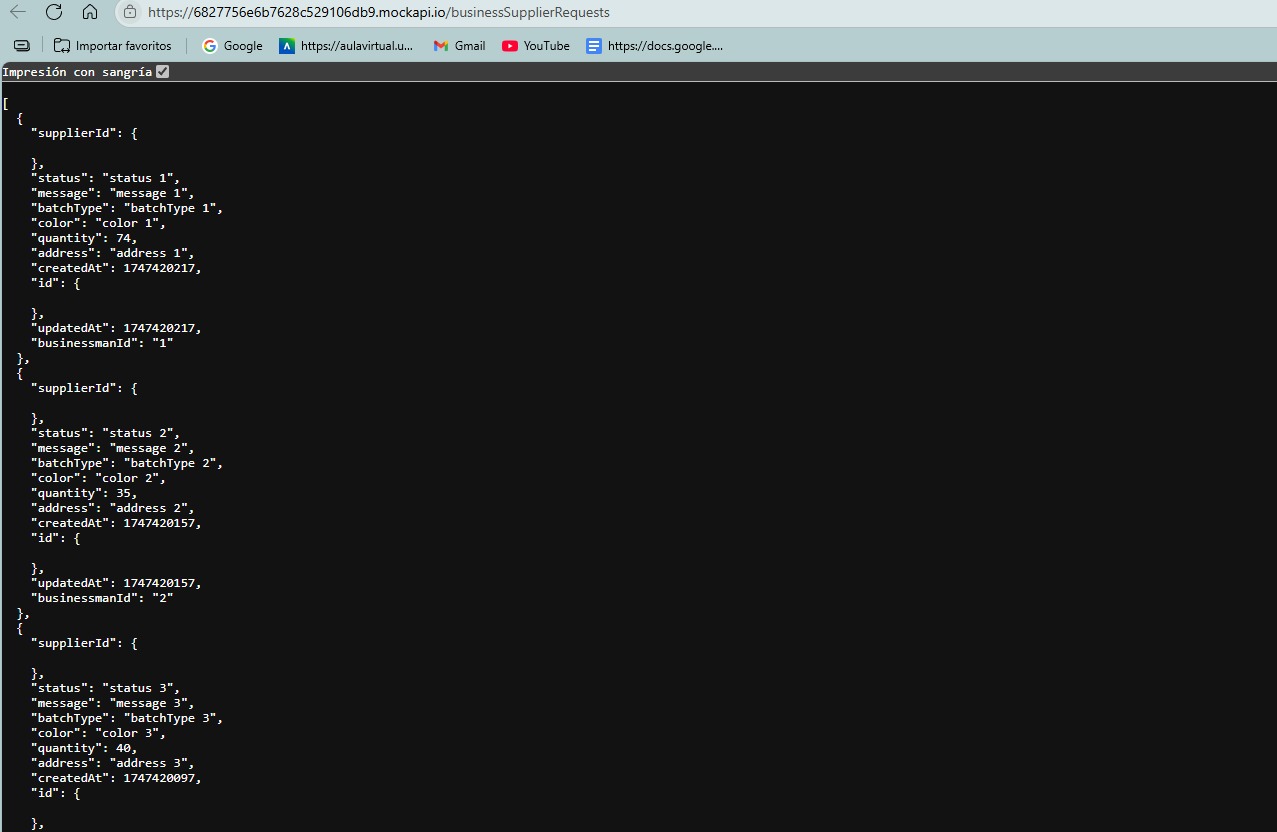 https://6827756e6b7628c529106db9.mockapi.io/businessSupplierRequests
Importar favoritos Google https://aulavirtual.u... Gmail YouTube https://docs.google....
Impresión con sangría
[
{
"supplierId": {
},
"status": "status 1",
"message": "message 1",
"batchType": "batchType 1",
"color": "color 1",
"quantity": 74,
"address": "address 1",
"createdAt": 1747420217,
"id": {
},
"updatedAt": 1747420217,
"businessmanId": "1"
},
{
"supplierId": {
},
"status": "status 2",
"message": "message 2",
"batchType": "batchType 2",
"color": "color 2",
"quantity": 35,
"address": "address 2",
"createdAt": 1747420157,
"id": {
},
"updatedAt": 1747420157,
"businessmanId": "2"
},
{
"supplierId": {
},
"status": "status 3",
"message": "message 3",
"batchType": "batchType 3",
"color": "color 3",
"quantity": 40,
"address": "address 3",
"createdAt": 1747420097,
"id": {
},